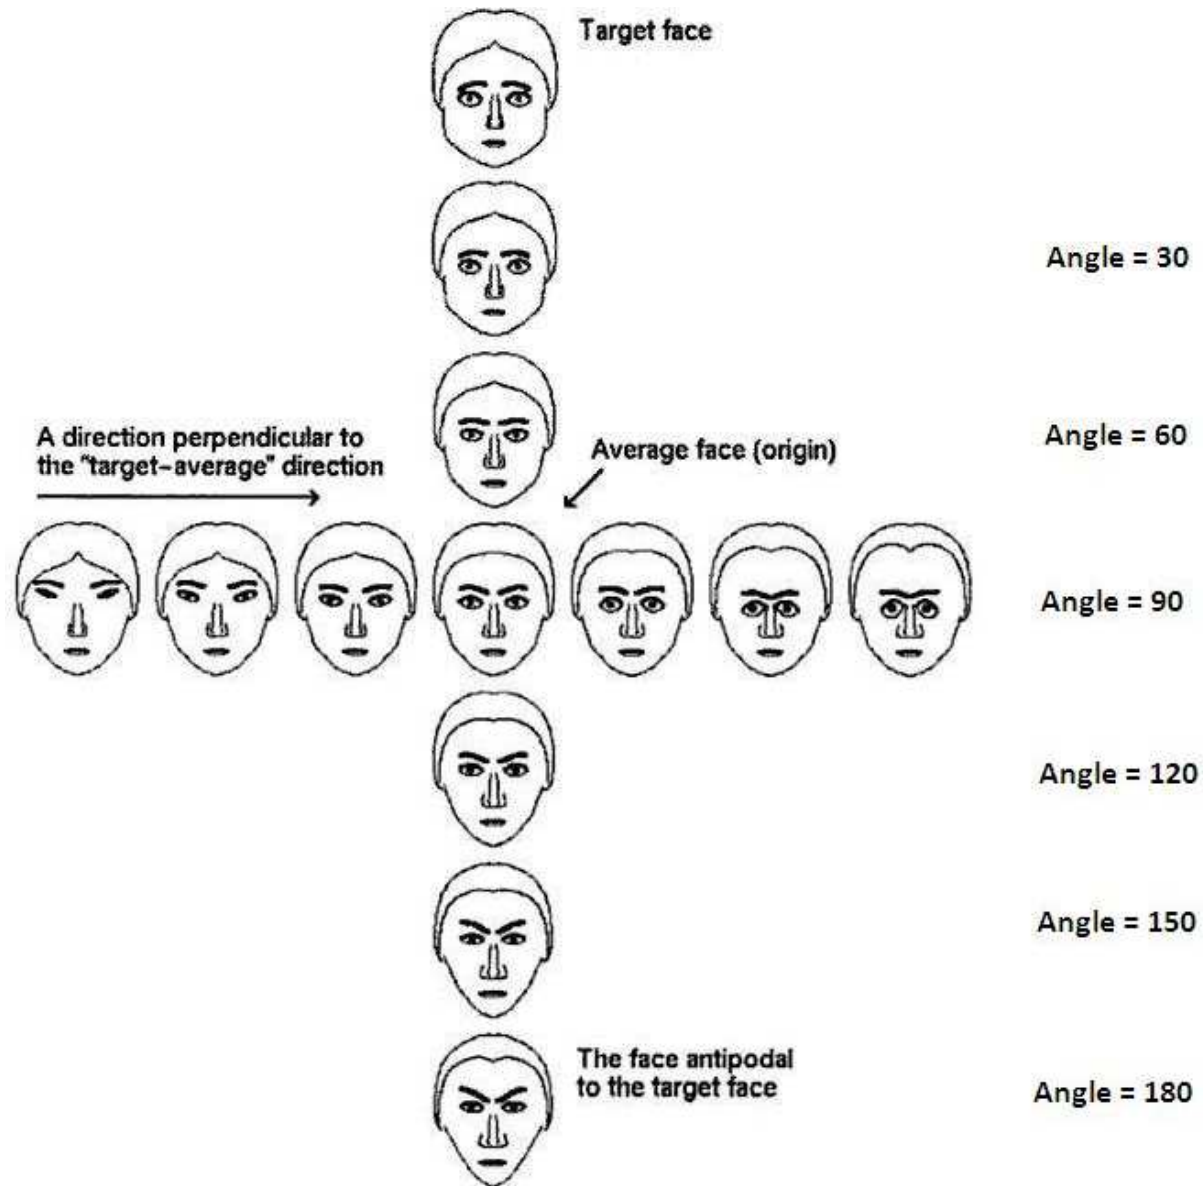 Target face
Angle = 30
Angle = 60
A direction perpendicular to
the "target-average" direction
Average face (origin)
Angle = 90
Angle = 120
Angle = 150
The face antipodal
to the target face
Angle = 180